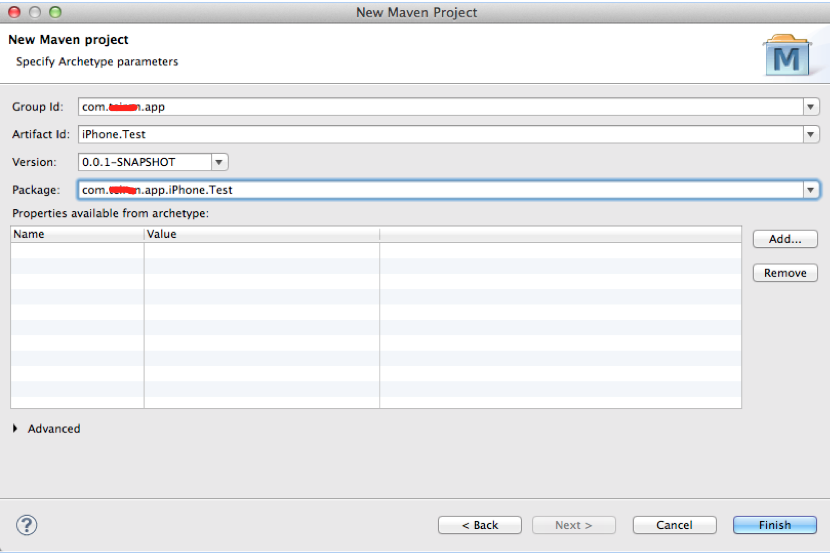 New Maven Project
New Maven project
Specify Archetype parameters
M
Group Id: com. .app
Artifact Id: iPhone.Test
Version: 0.0.1-SNAPSHOT
Package: com. .app.iPhone.Test
Properties available from archetype:
Name Value
Add...
Remove
Advanced
? < Back Next > Cancel Finish